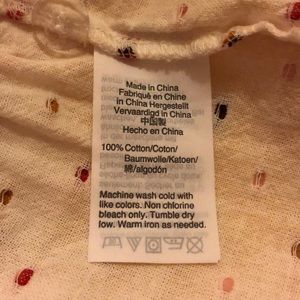 Made in China
Fabriqué en Chine
in China Hergestellt
Vervaardigd in China
中国製
Hecho en China
100% Cotton/Coton/
Baumwolle/Katoen/
綿/algodón
Machine wash cold with
like colors. Non chlorine
bleach only. Tumble dry
low. Warm iron as needed.